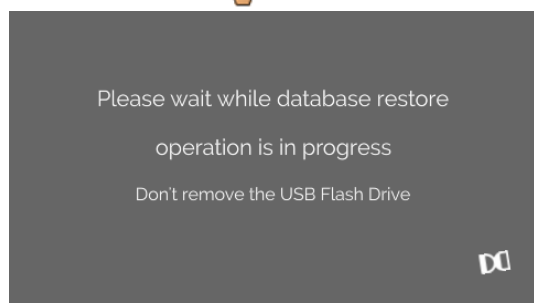 Please wait while database restore
operation is in progress
Don't remove the USB Flash Drive